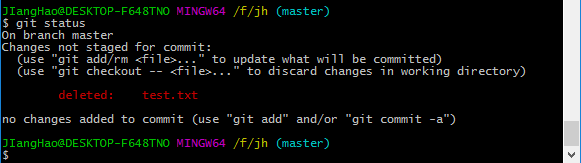 JIangHao@DESKTOP-F648TNO MINGW64 /f/jh (master)
$ git status
On branch master
Changes not staged for commit:
  (use "git add/rm <file>..." to update what will be committed)
  (use "git checkout -- <file>..." to discard changes in working directory)

        deleted:    test.txt

no changes added to commit (use "git add" and/or "git commit -a")

JIangHao@DESKTOP-F648TNO MINGW64 /f/jh (master)
$